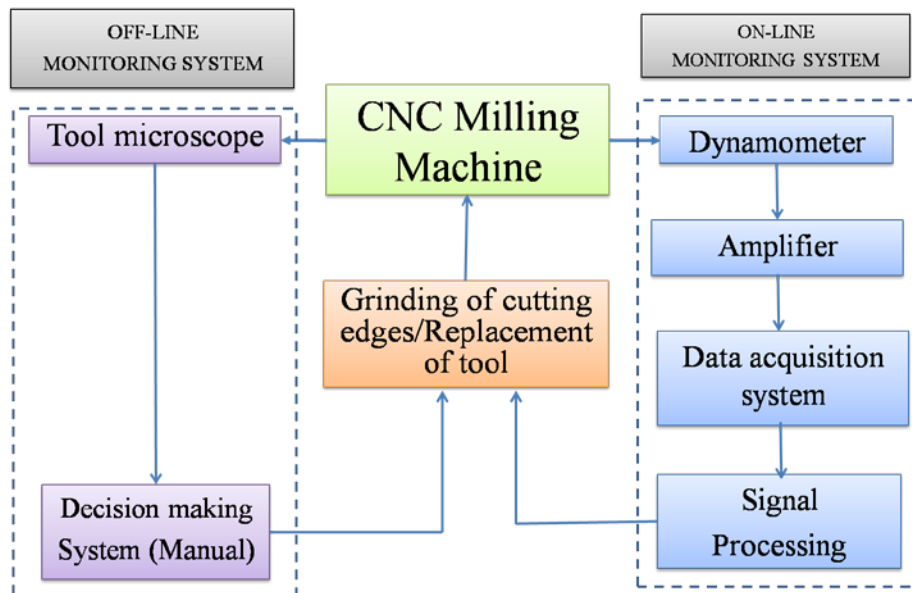 OFF-LINE
MONITORING SYSTEM
ON-LINE
MONITORING SYSTEM
CNC Milling
Machine
Tool microscope
Dynamometer
Amplifier
Grinding of cutting
edges/Replacement
of tool
Data acquisition
system
Decision making
System (Manual)
Signal
Processing